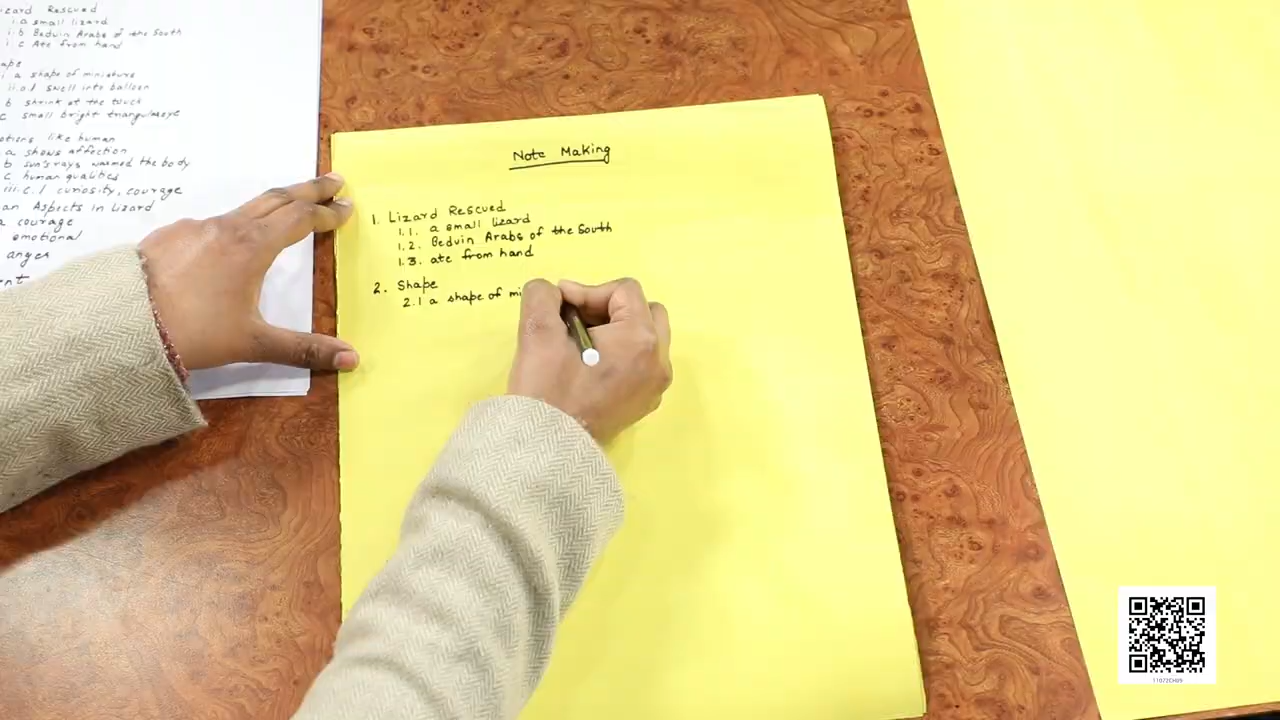 Lizard Rescued
i.a small lizard
i.b Beduin Arabs of the South
i.c Ate from hand
ape
i a shape of miniature
ii.a.1 swell into balloon
b shrink at the touch
c small bright triangular eye
otions like human
a shows affection
b sun's rays warmed the body
c human qualities
iii.c.1 curiosity, courage
an Aspects in Lizard
a courage
emotional
anger
Note Making
1. Lizard Rescued
1.1. a small lizard
1.2. Beduin Arabs of the South
1.3. ate from hand
2. Shape
2.1 a shape of mi
11072CH09